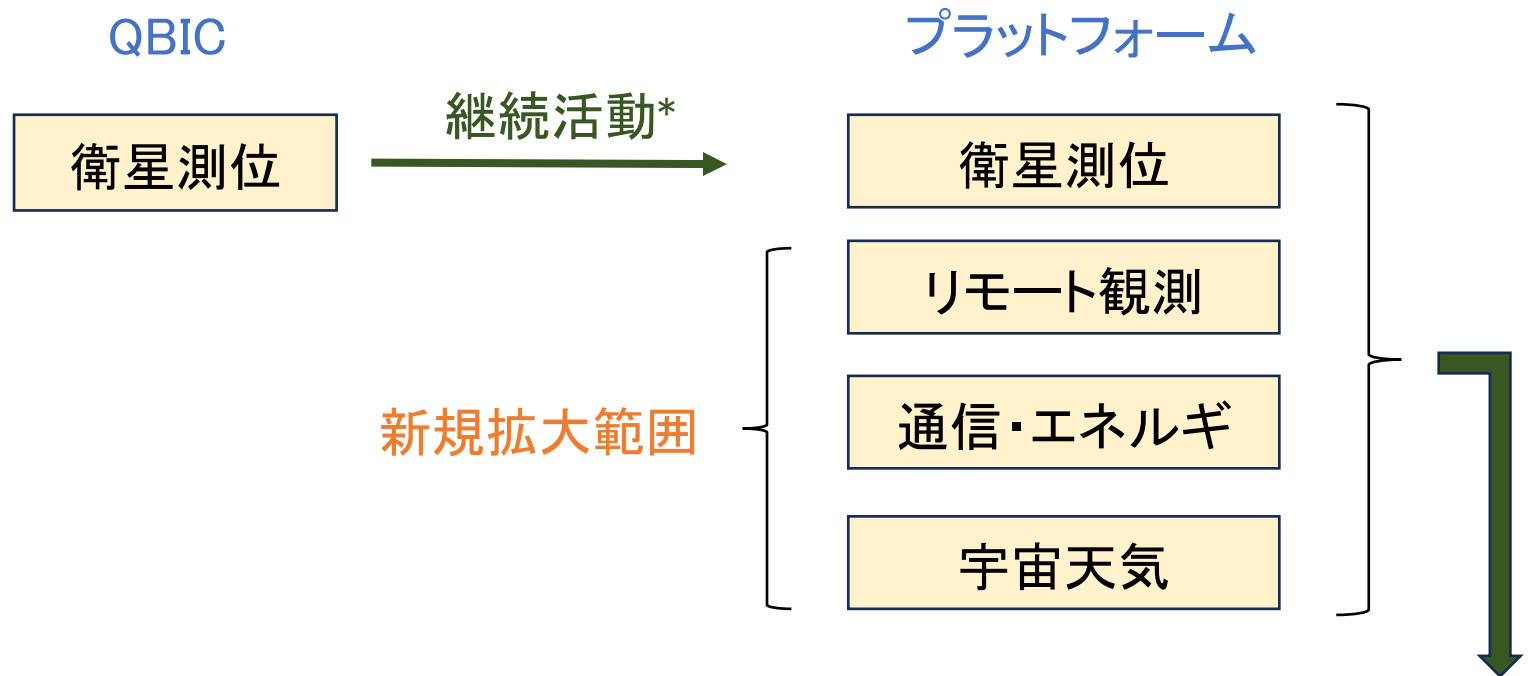 QBIC
プラットフォーム
継続活動*
衛星測位
衛星測位
リモート観測
新規拡大範囲
通信・エネルギ
宇宙天気